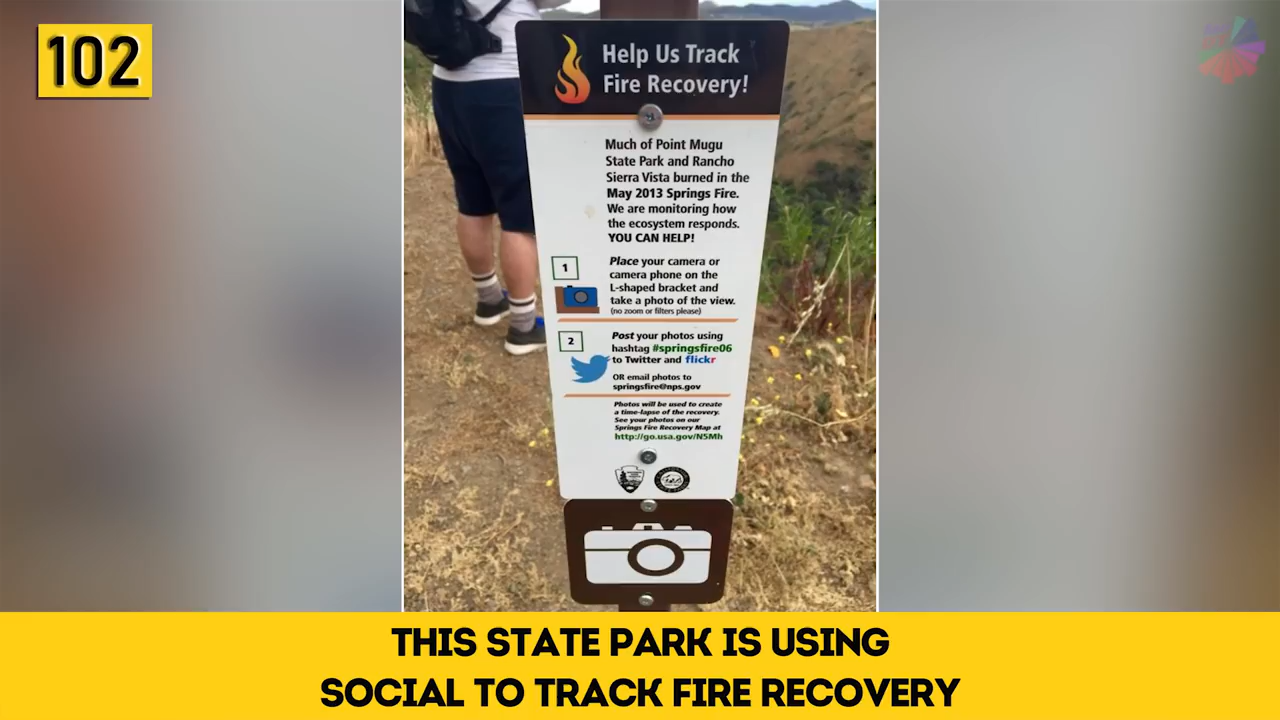 102
Help Us Track
Fire Recovery!
Much of Point Mugu
State Park and Rancho
Sierra Vista burned in the
May 2013 Springs Fire.
We are monitoring how
the ecosystem responds.
YOU CAN HELP!
1
Place your camera or
camera phone on the
L-shaped bracket and
take a photo of the view.
(no zoom or filters please)
2
Post your photos using
hashtag #springsfire06
to Twitter and flickr
OR email photos to
springsfire@nps.gov
Photos will be used to create
a time-lapse of the recovery.
See your photos on our
Springs Fire Recovery Map at
http://go.usa.gov/N5Mh
THIS STATE PARK IS USING
SOCIAL TO TRACK FIRE RECOVERY